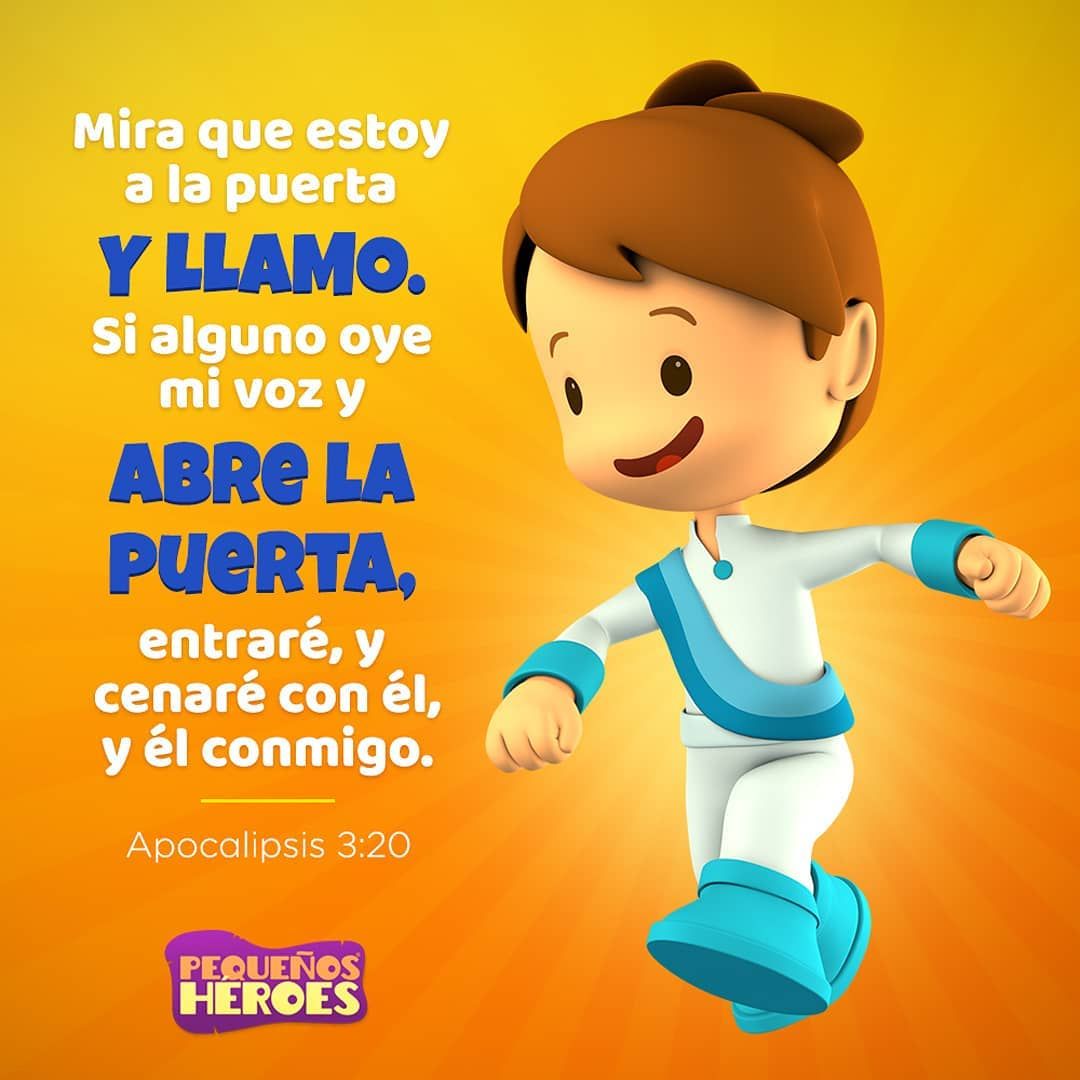 Mira que estoy
a la puerta
Y LLAMO.
Si alguno oye
mi voz y
ABRe LA
PUeRTA,
entraré, y
cenaré con él,
y él conmigo.
Apocalipsis 3:20
PEQUEÑOS
HÉROES